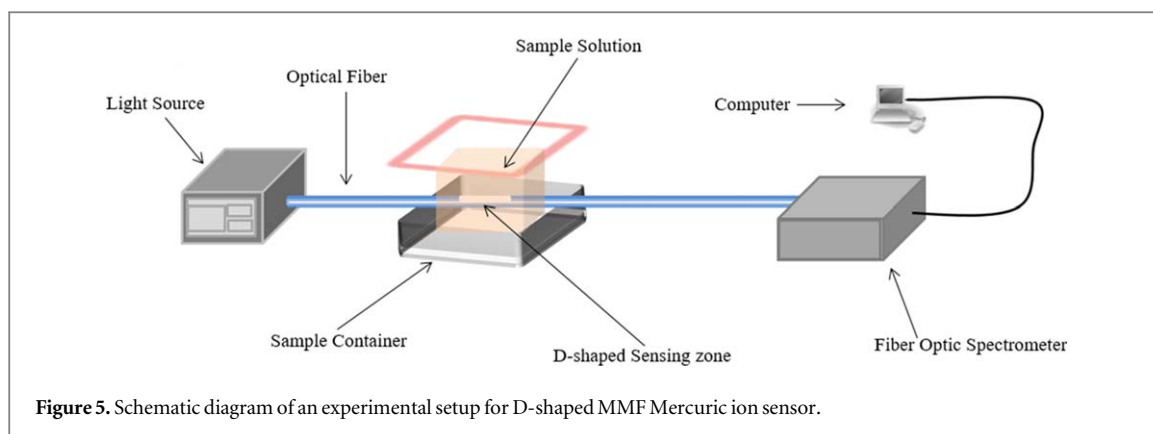 Sample Solution
Optical Fiber
Light Source
Computer
Sample Container
D-shaped Sensing zone
Fiber Optic Spectrometer
Figure 5. Schematic diagram of an experimental setup for D-shaped MMF Mercuric ion sensor.